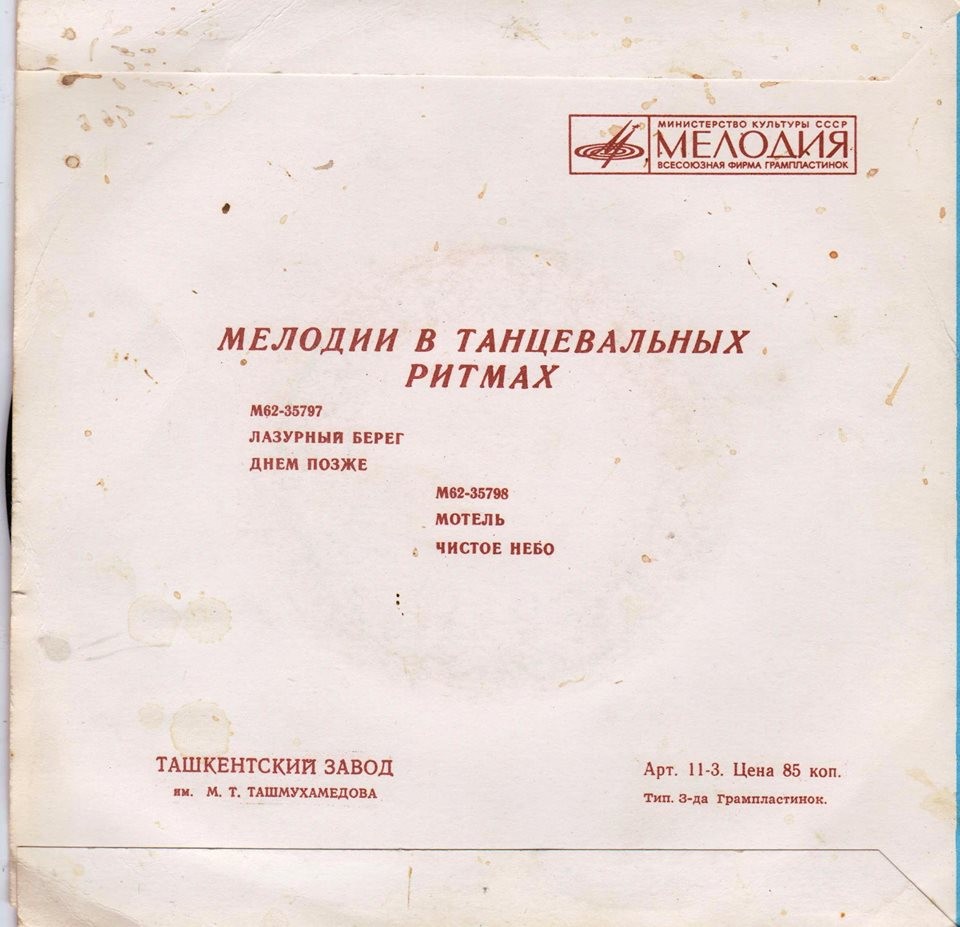 МИНИСТЕРСТВО КУЛЬТУРЫ СССР
МЕЛОДИЯ
ВСЕСОЮЗНАЯ ФИРМА ГРАМПЛАСТИНОК
МЕЛОДИИ В ТАНЦЕВАЛЬНЫХ
РИТМАХ
М62-35797
ЛАЗУРНЫЙ БЕРЕГ
ДНЕМ ПОЗЖЕ
М62-35798
МОТЕЛЬ
ЧИСТОЕ НЕБО
ТАШКЕНТСКИЙ ЗАВОД
им. М. Т. ТАШМУХАМЕДОВА
Арт. 11-3. Цена 85 коп.
Тип. З-да Грампластинок.